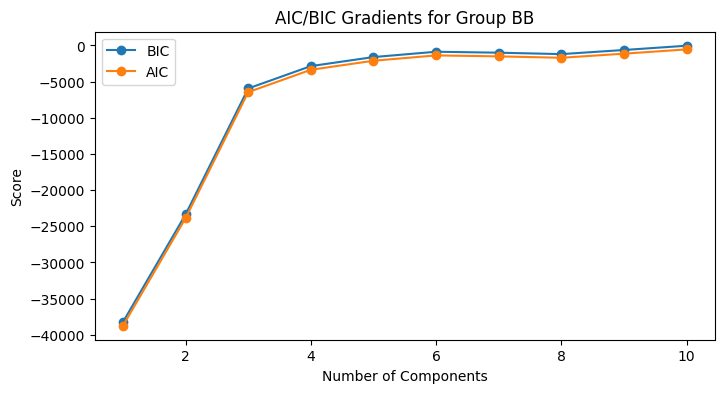 AIC/BIC Gradients for Group BB
BIC
AIC
Score
0
−5000
−10000
−15000
−20000
−25000
−30000
−35000
−40000
2 4 6 8 10
Number of Components